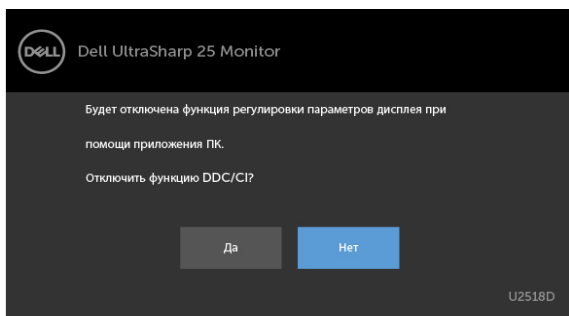 DELL
Dell UltraSharp 25 Monitor
Будет отключена функция регулировки параметров дисплея при
помощи приложения ПК.
Отключить функцию DDC/CI?
Да
Нет
U2518D